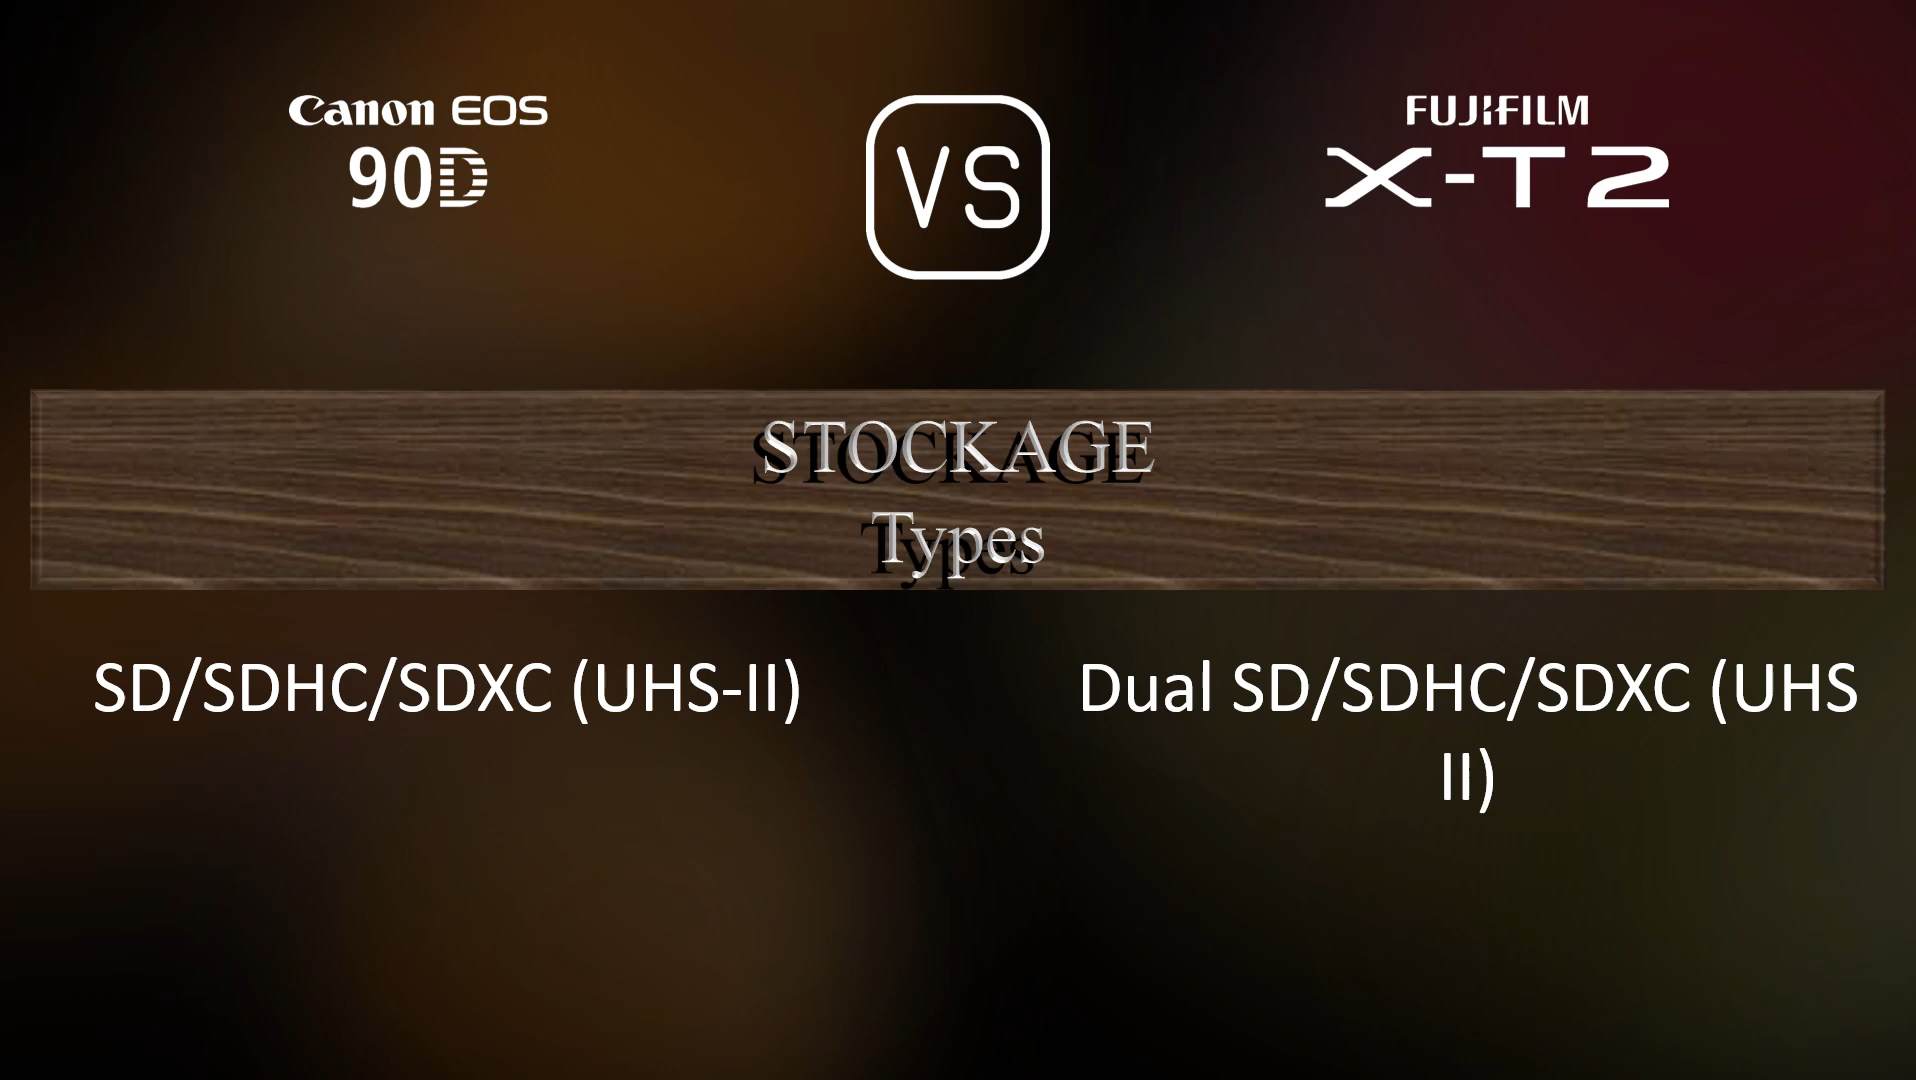 Canon EOS
90D
VS
FUJIFILM
X-T2
STOCKAGE
Types
SD/SDHC/SDXC (UHS-II)
Dual SD/SDHC/SDXC (UHS
II)